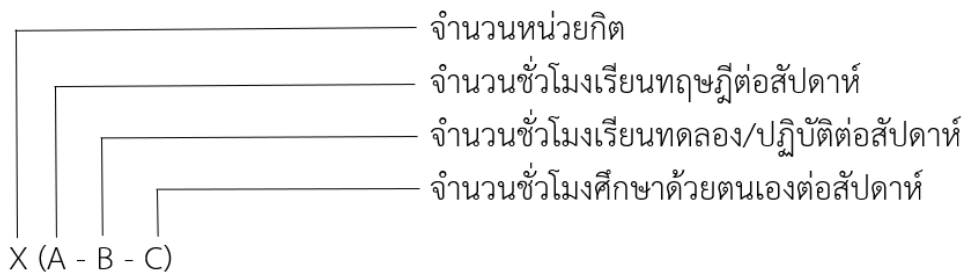 จำนวนหน่วยกิต
จำนวนชั่วโมงเรียนทฤษฎีต่อสัปดาห์
จำนวนชั่วโมงเรียนทดลอง/ปฏิบัติต่อสัปดาห์
จำนวนชั่วโมงศึกษาด้วยตนเองต่อสัปดาห์
X (A - B - C)